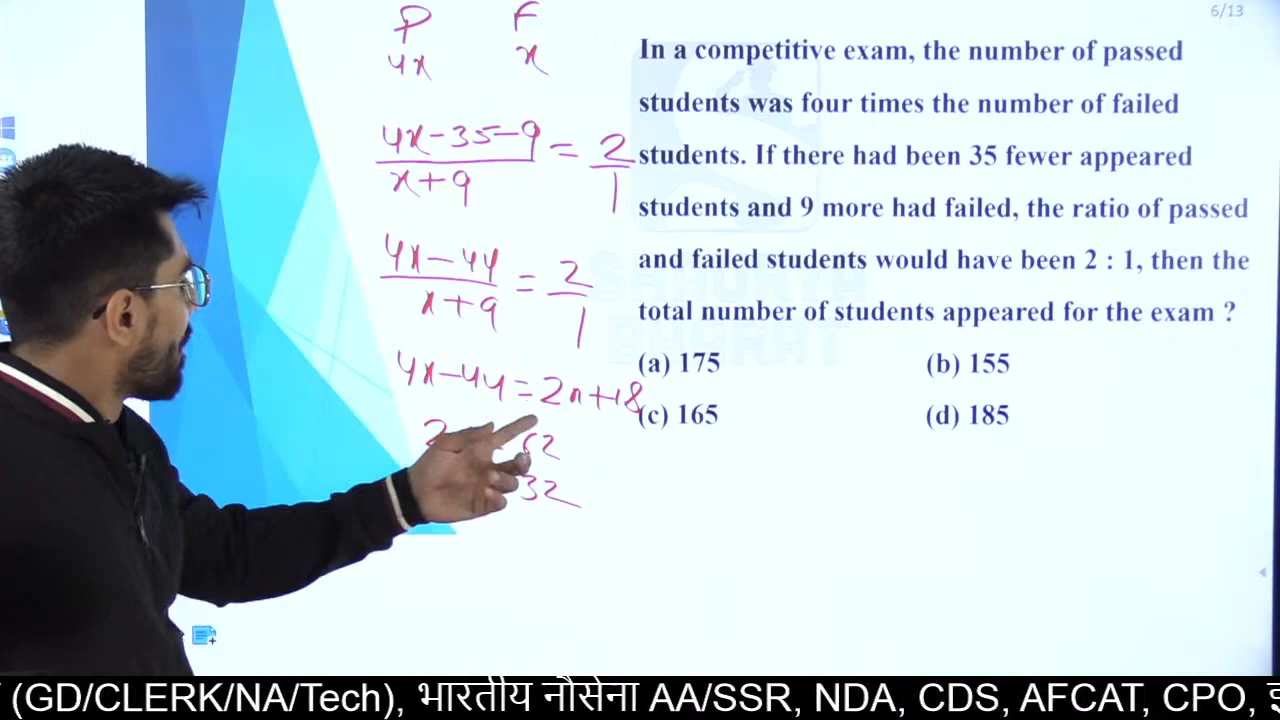 6/13
P F
4x x
4x-35-9 = 2
x+9 1
4x-44 = 2
x+9 1
4x-44=2x+18
2 62
32
In a competitive exam, the number of passed
students was four times the number of failed
students. If there had been 35 fewer appeared
students and 9 more had failed, the ratio of passed
and failed students would have been 2 : 1, then the
total number of students appeared for the exam ?
(a) 175 (b) 155
(c) 165 (d) 185
(GD/CLERK/NA/Tech), भारतीय नौसेना AA/SSR, NDA, CDS, AFCAT, CPO,